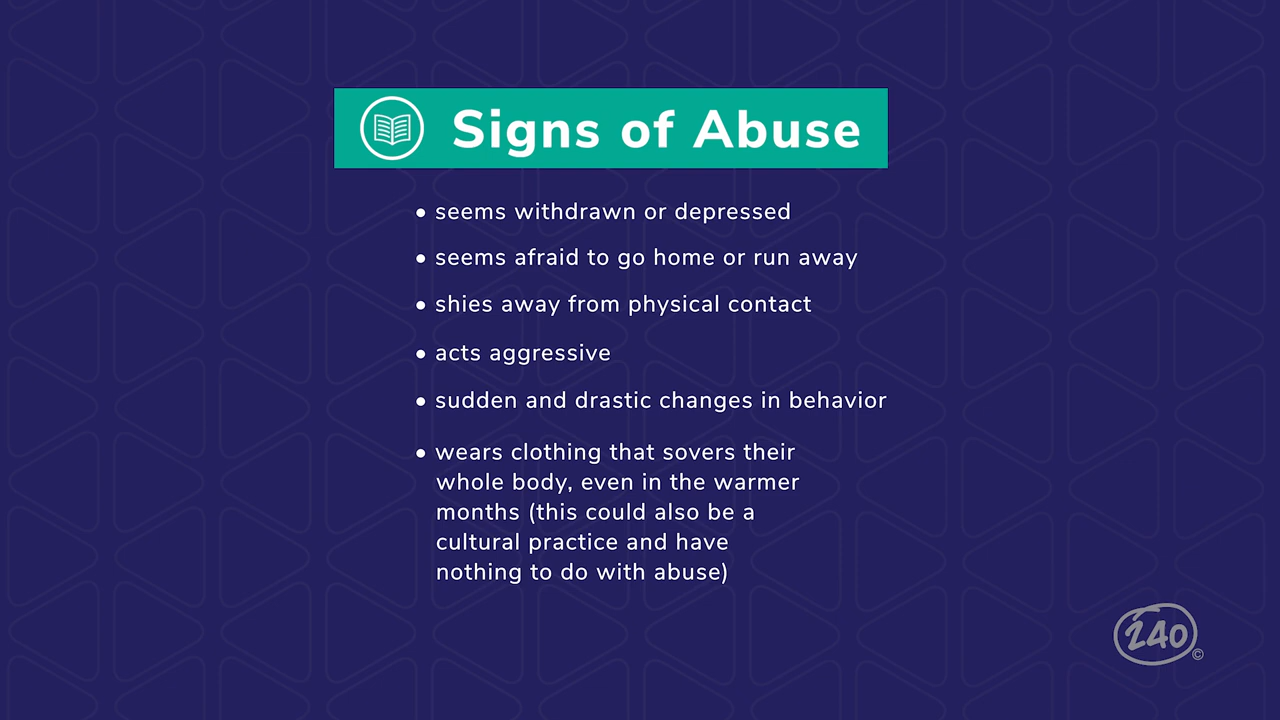 Signs of Abuse
• seems withdrawn or depressed
• seems afraid to go home or run away
• shies away from physical contact
• acts aggressive
• sudden and drastic changes in behavior
• wears clothing that sovers their
whole body, even in the warmer
months (this could also be a
cultural practice and have
nothing to do with abuse)
240
©